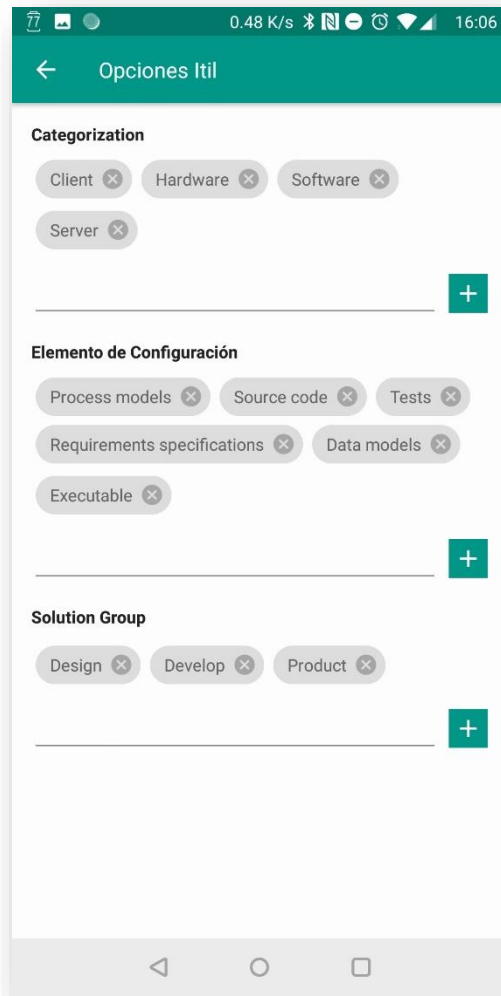 77 0.48 K/s 16:06
Opciones Itil
Categorization
Client Hardware Software
Server
Elemento de Configuración
Process models Source code Tests
Requirements specifications Data models
Executable
Solution Group
Design Develop Product